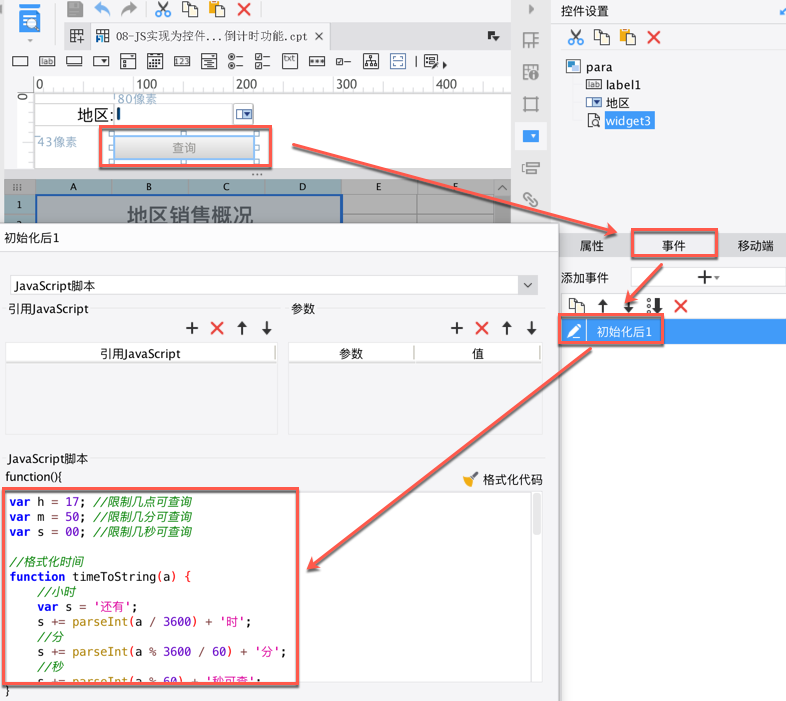 控件设置
08-JS实现为控件...倒计时功能.cpt
0 100 200 300 400
80像素
地区:
43像素
查询
para
label1
地区
widget3
A B C D E F
1
地区销售概况
属性 事件 移动端
添加事件
初始化后1
初始化后1
JavaScript脚本
引用JavaScript 参数
引用JavaScript 参数 值
JavaScript脚本
function(){ 格式化代码
var h = 17; //限制几点可查询
var m = 50; //限制几分可查询
var s = 00; //限制几秒可查询
//格式化时间
function timeToString(a) {
//小时
var s = '还有';
s += parseInt(a / 3600) + '时';
//分
s += parseInt(a % 3600 / 60) + '分';
//秒
s += parseInt(a % 60) + '秒可查';
}